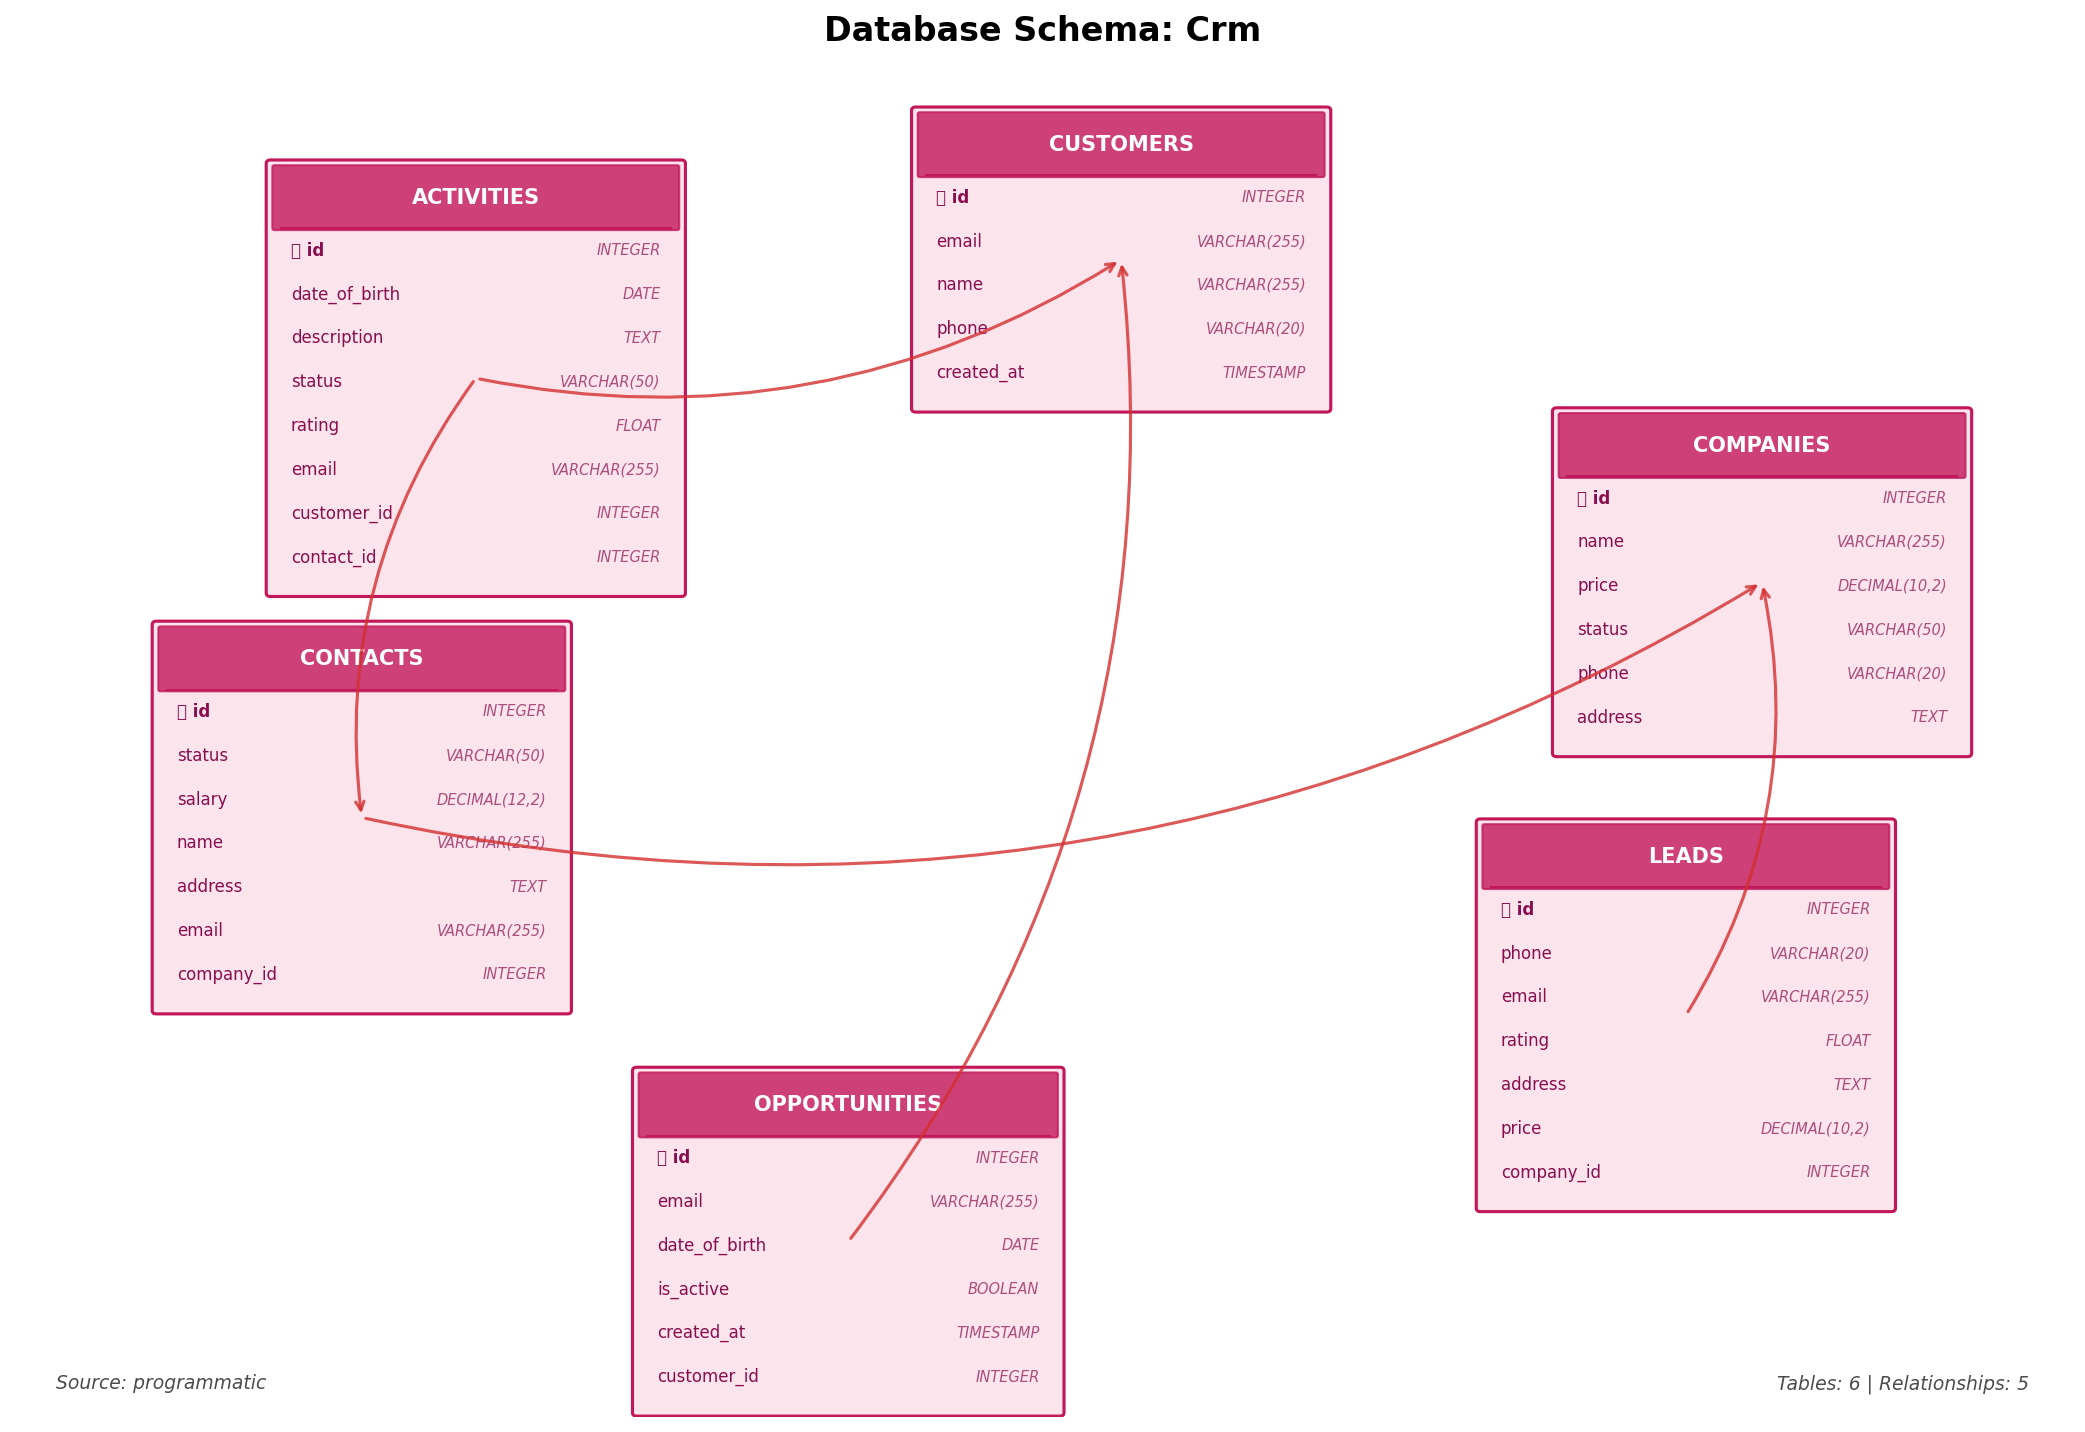 Database Schema: Crm
CUSTOMERS
id INTEGER
email VARCHAR(255)
name VARCHAR(255)
phone VARCHAR(20)
created_at TIMESTAMP
ACTIVITIES
id INTEGER
date_of_birth DATE
description TEXT
status VARCHAR(50)
rating FLOAT
email VARCHAR(255)
customer_id INTEGER
contact_id INTEGER
COMPANIES
id INTEGER
name VARCHAR(255)
price DECIMAL(10,2)
status VARCHAR(50)
phone VARCHAR(20)
address TEXT
CONTACTS
id INTEGER
status VARCHAR(50)
salary DECIMAL(12,2)
name VARCHAR(255)
address TEXT
email VARCHAR(255)
company_id INTEGER
LEADS
id INTEGER
phone VARCHAR(20)
email VARCHAR(255)
rating FLOAT
address TEXT
price DECIMAL(10,2)
company_id INTEGER
OPPORTUNITIES
id INTEGER
email VARCHAR(255)
date_of_birth DATE
is_active BOOLEAN
created_at TIMESTAMP
customer_id INTEGER
Source: programmatic
Tables: 6 | Relationships: 5